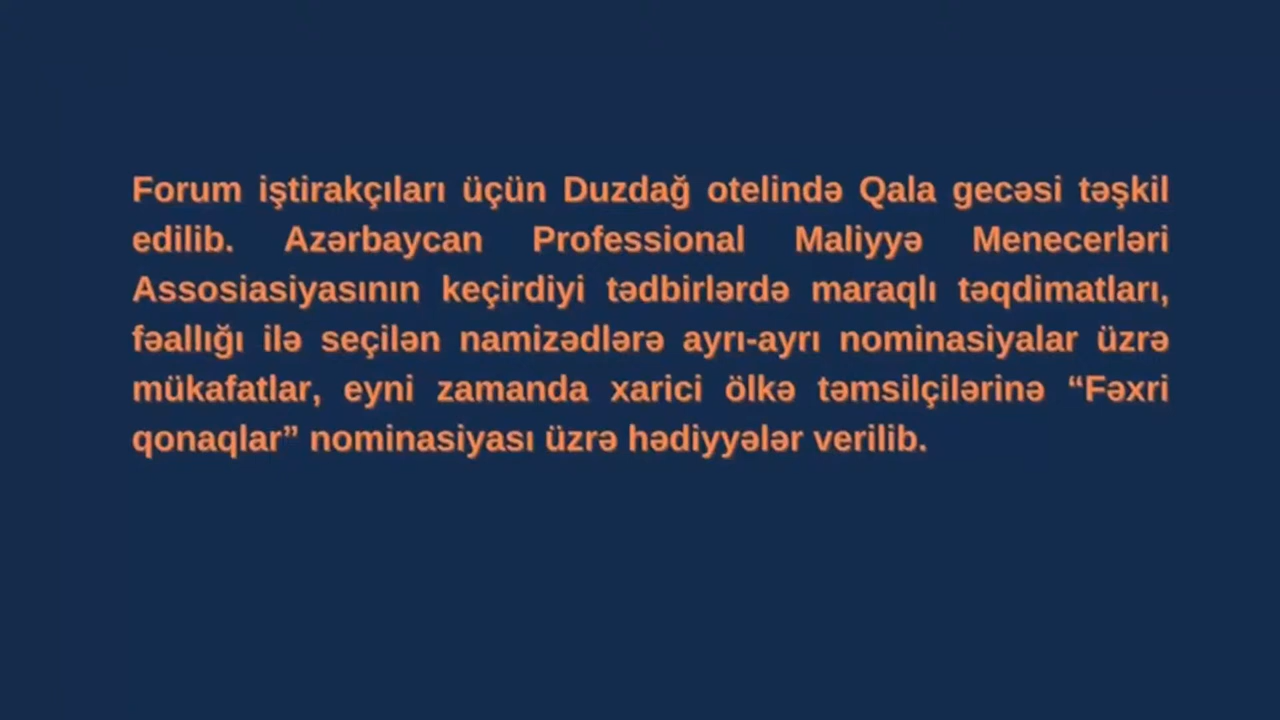 Forum iştirakçıları üçün Duzdağ otelində Qala gecəsi təşkil
edilib. Azərbaycan Professional Maliyyə Menecerləri
Assosiasiyasının keçirdiyi tədbirlərdə maraqlı təqdimatları,
fəallığı ilə seçilən namizədlərə ayrı-ayrı nominasiyalar üzrə
mükafatlar, eyni zamanda xarici ölkə təmsilçilərinə “Fəxri
qonaqlar” nominasiyası üzrə hədiyyələr verilib.